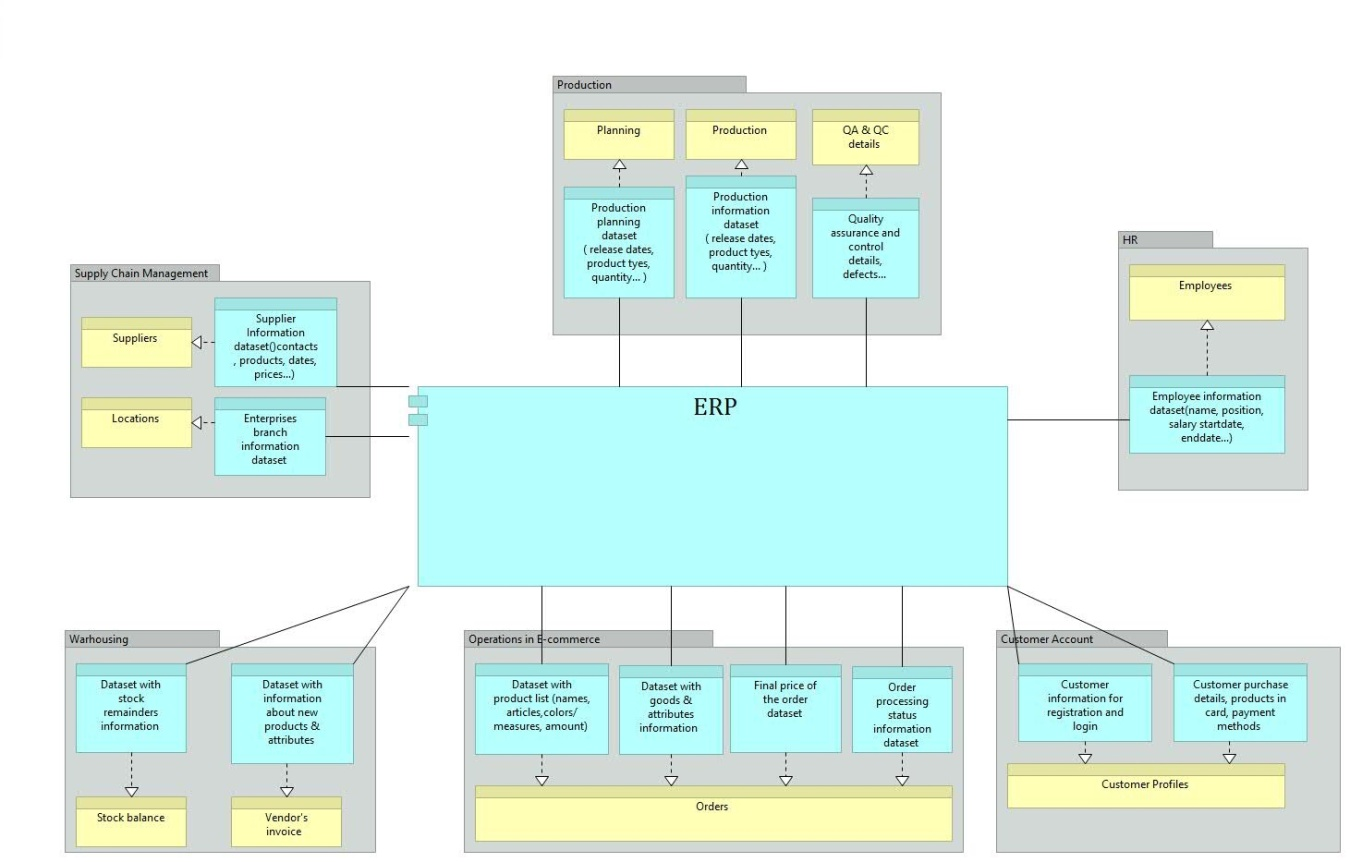 Production
Planning
Production
QA & QC
details
Production
planning
dataset
( release dates,
product tyes,
quantity... )
Production
information
dataset
( release dates,
product tyes,
quantity... )
Quality
assurance and
control
details,
defects...
HR
Employees
Employee information
dataset(name, position,
salary startdate,
enddate...)
Supply Chain Management
Suppliers
Supplier
Information
dataset()contacts
, products, dates,
prices...)
Locations
Enterprises
branch
information
dataset
ERP
Warhousing
Dataset with
stock
remainders
information
Dataset with
information
about new
products &
attributes
Stock balance
Vendor's
invoice
Operations in E-commerce
Dataset with
product list (names,
articles,colors/
measures, amount)
Dataset with
goods &
attributes
information
Final price of
the order
dataset
Order
processing
status
information
dataset
Orders
Customer Account
Customer
information for
registration and
login
Customer purchase
details, products in
card, payment
methods
Customer Profiles